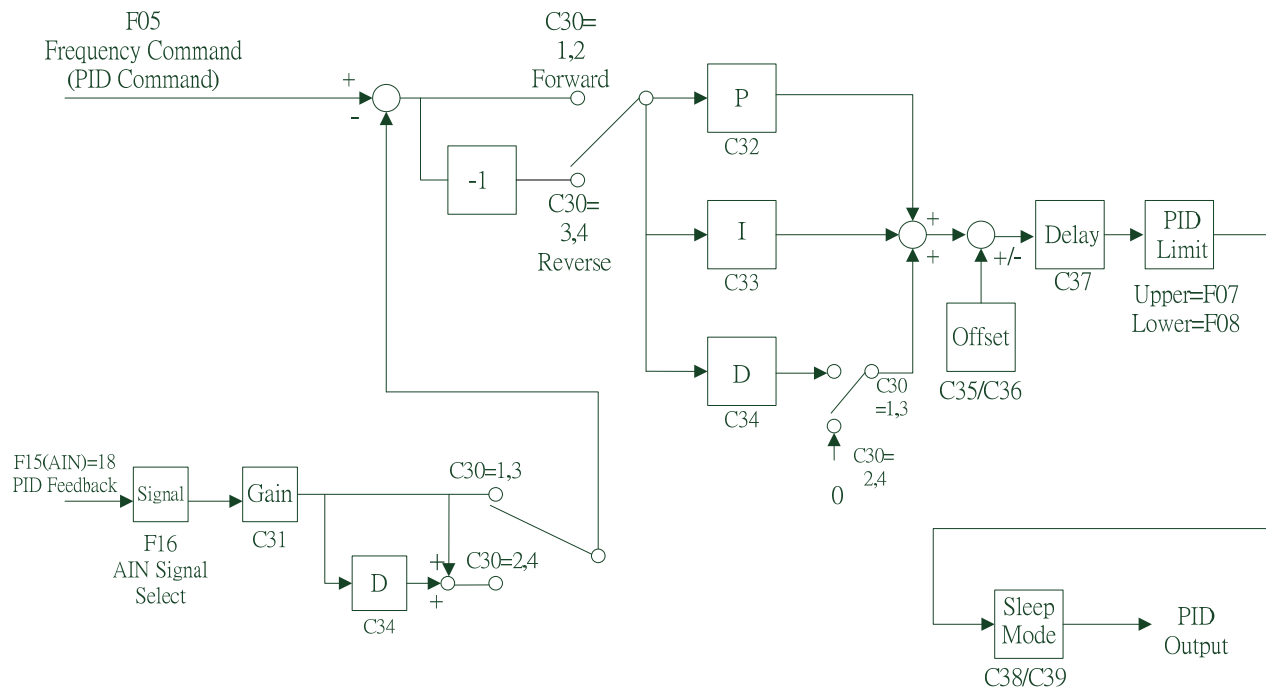 F05
Frequency Command
(PID Command)
+
-
C30=
1,2
Forward
-1
C30=
3,4
Reverse
P
C32
I
C33
D
C34
C30
=1,3
C30=
2,4
0
+
+
+/-
Offset
C35/C36
Delay
C37
PID
Limit
Upper=F07
Lower=F08
F15(AIN)=18
PID Feedback
Signal
F16
AIN Signal
Select
Gain
C31
C30=1,3
D
C34
+
+
C30=2,4
Sleep
Mode
C38/C39
PID
Output